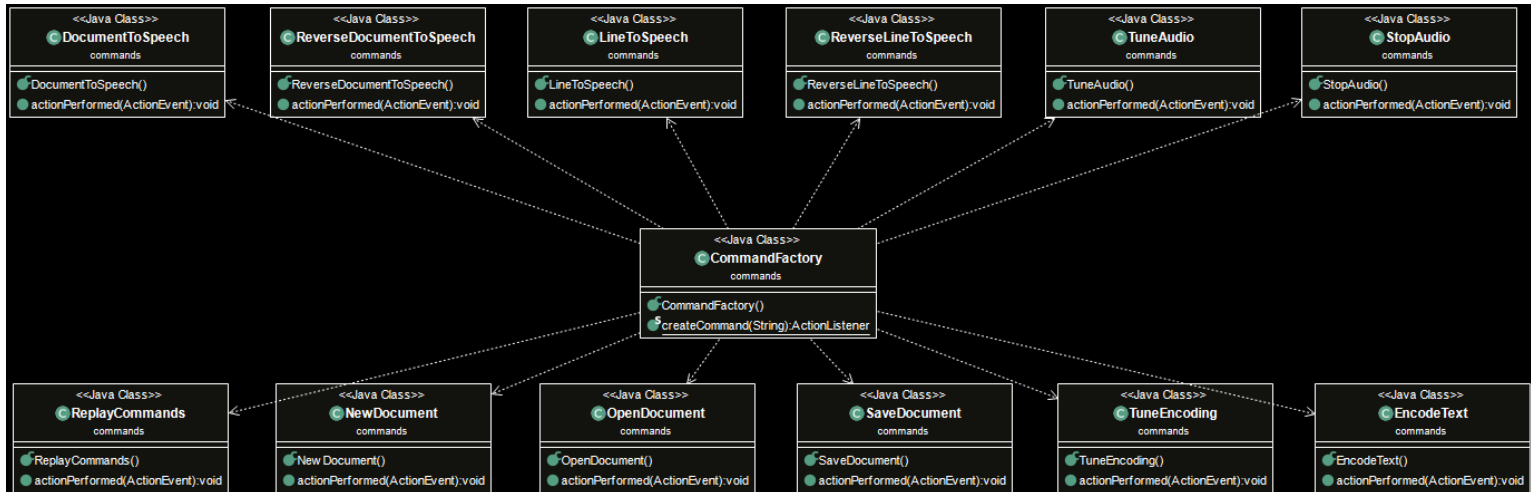 <<Java Class>>
DocumentToSpeech
commands
DocumentToSpeech()
actionPerformed(ActionEvent):void
<<Java Class>>
ReverseDocumentToSpeech
commands
ReverseDocumentToSpeech()
actionPerformed(ActionEvent):void
<<Java Class>>
LineToSpeech
commands
LineToSpeech()
actionPerformed(ActionEvent):void
<<Java Class>>
ReverseLineToSpeech
commands
ReverseLineToSpeech()
actionPerformed(ActionEvent):void
<<Java Class>>
TuneAudio
commands
TuneAudio()
actionPerformed(ActionEvent):void
<<Java Class>>
StopAudio
commands
StopAudio()
actionPerformed(ActionEvent):void
<<Java Class>>
CommandFactory
commands
CommandFactory()
createCommand(String):ActionListener
<<Java Class>>
ReplayCommands
commands
ReplayCommands()
actionPerformed(ActionEvent):void
<<Java Class>>
NewDocument
commands
NewDocument()
actionPerformed(ActionEvent):void
<<Java Class>>
OpenDocument
commands
OpenDocument()
actionPerformed(ActionEvent):void
<<Java Class>>
SaveDocument
commands
SaveDocument()
actionPerformed(ActionEvent):void
<<Java Class>>
TuneEncoding
commands
TuneEncoding()
actionPerformed(ActionEvent):void
<<Java Class>>
EncodeText
commands
EncodeText()
actionPerformed(ActionEvent):void